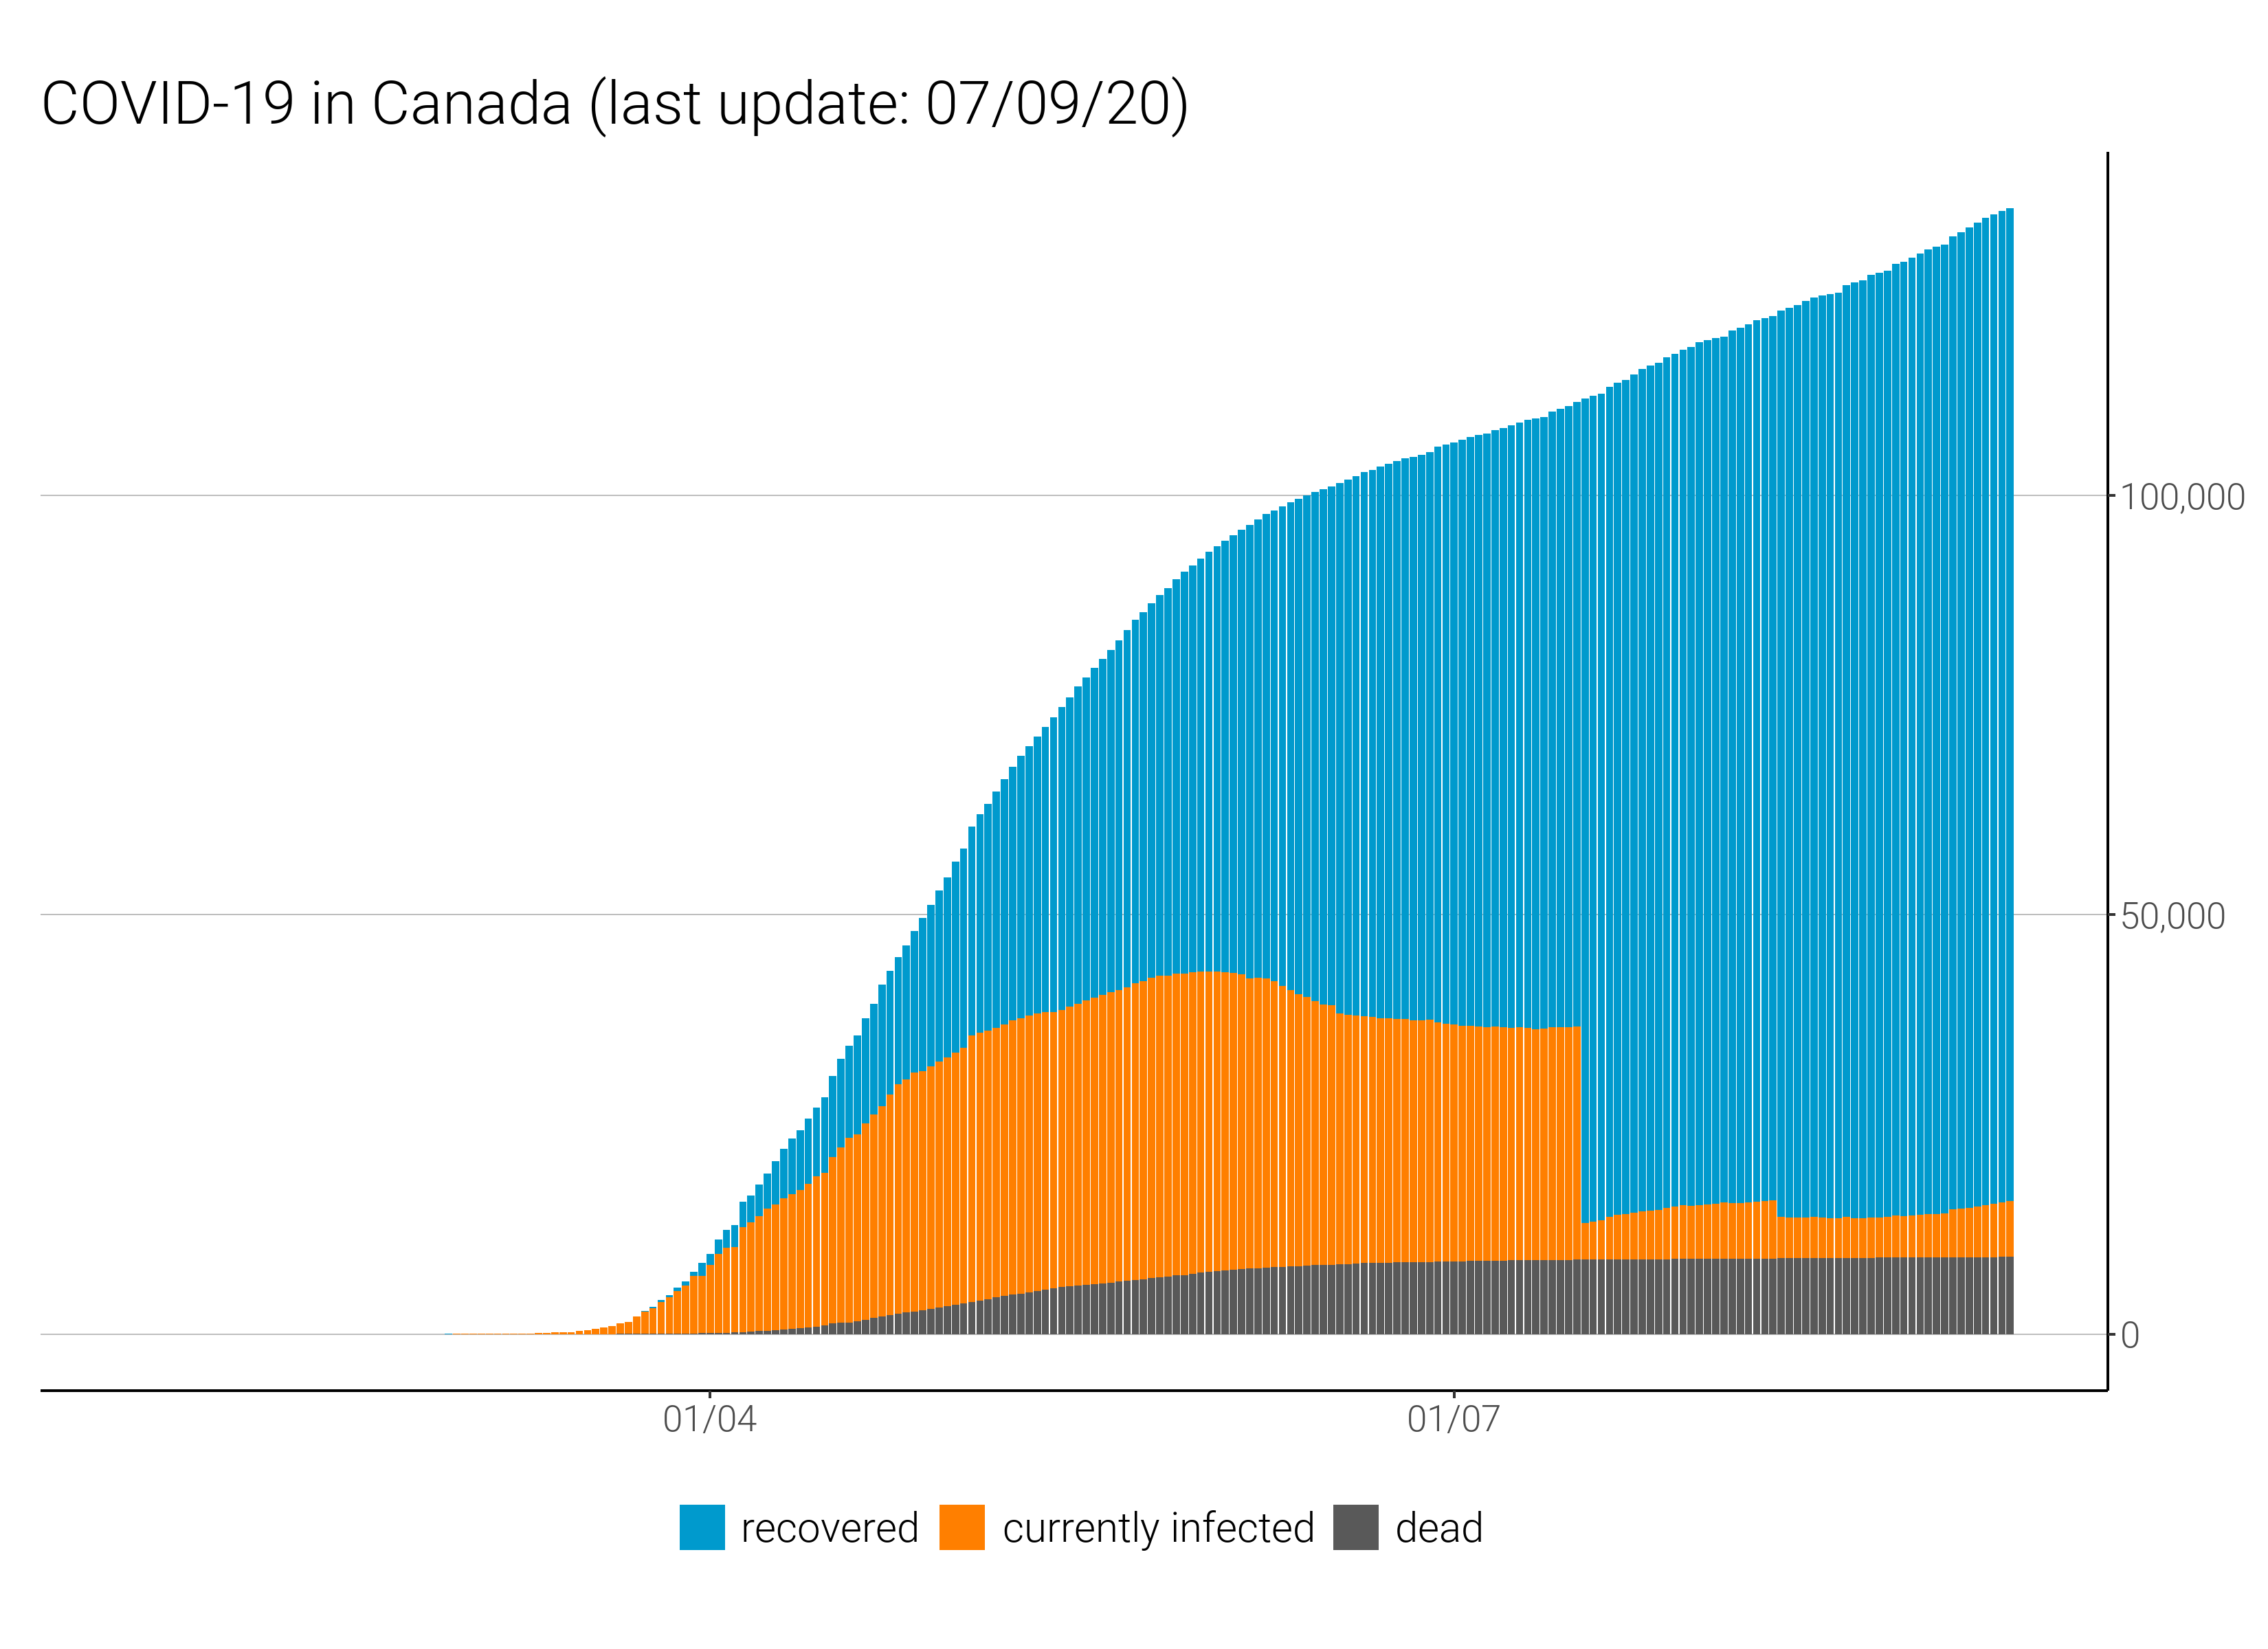 COVID-19 in Canada (last update: 07/09/20)
100,000
50,000
0
01/04 01/07
recovered currently infected dead